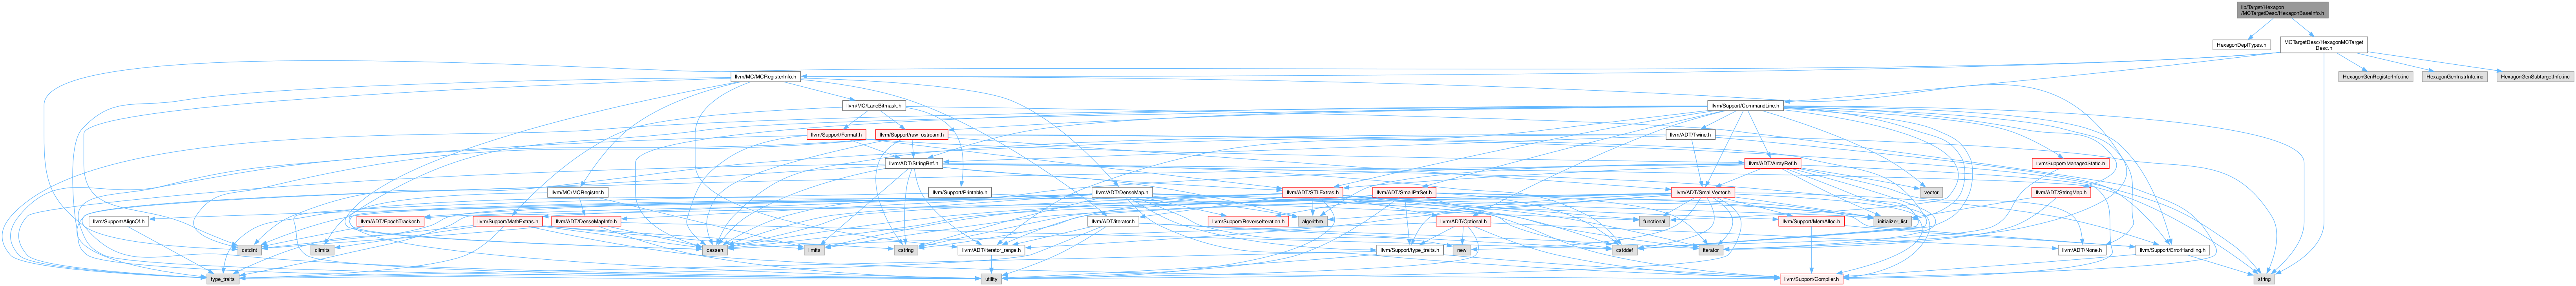 lib/Target/Hexagon
/MCTargetDesc/HexagonBaseInfo.h
HexagonDepITypes.h
MCTargetDesc/HexagonMCTarget
Desc.h
llvm/MC/MCRegisterInfo.h
HexagonGenRegisterInfo.inc
HexagonGenInstrInfo.inc
HexagonGenSubtargetInfo.inc
llvm/MC/LaneBitmask.h
llvm/Support/CommandLine.h
llvm/Support/Format.h
llvm/Support/raw_ostream.h
llvm/ADT/Twine.h
llvm/ADT/StringRef.h
llvm/ADT/ArrayRef.h
llvm/Support/ManagedStatic.h
llvm/MC/MCRegister.h
llvm/Support/Printable.h
llvm/ADT/DenseMap.h
llvm/ADT/STLExtras.h
llvm/ADT/SmallPtrSet.h
llvm/ADT/SmallVector.h
vector
llvm/ADT/StringMap.h
llvm/Support/AlignOf.h
llvm/ADT/EpochTracker.h
llvm/Support/MathExtras.h
llvm/ADT/DenseMapInfo.h
llvm/ADT/iterator.h
llvm/Support/ReverseIteration.h
algorithm
llvm/ADT/Optional.h
functional
llvm/Support/MemAlloc.h
initializer_list
cstdint
climits
cassert
limits
cstring
llvm/ADT/iterator_range.h
llvm/Support/type_traits.h
new
cstddef
iterator
llvm/ADT/None.h
llvm/Support/ErrorHandling.h
type_traits
utility
llvm/Support/Compiler.h
string